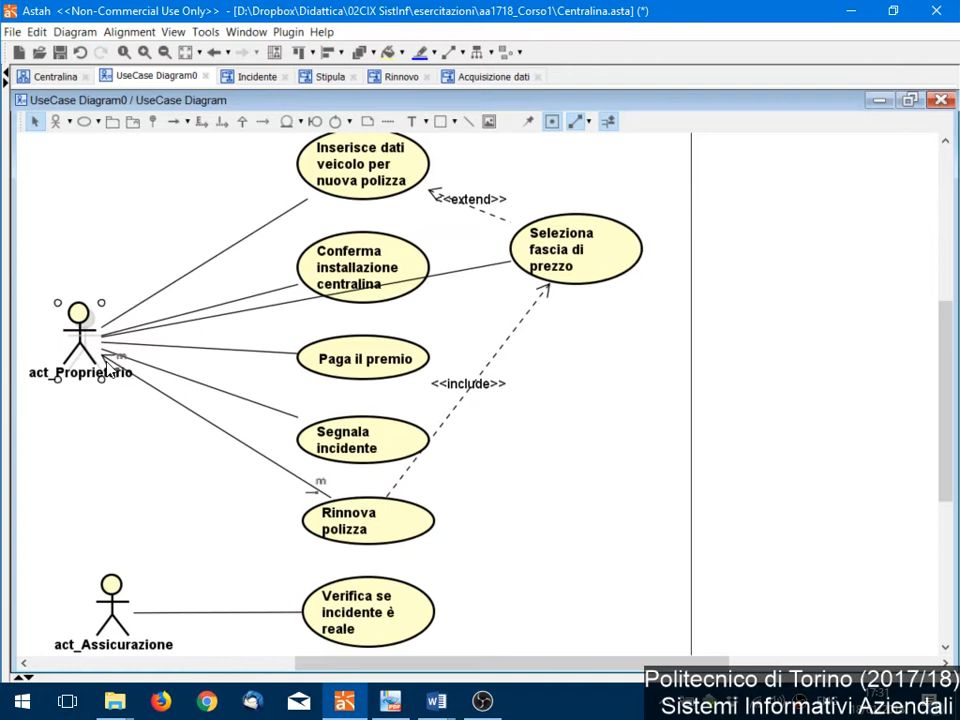 Astah <<Non-Commercial Use Only>> - [D:\Dropbox\Didattica\02CIX SistInf\esercitazioni\aa1718_Corso1\Centralina.asta] (*)
File Edit Diagram Alignment View Tools Window Plugin Help
Centralina UseCase Diagram0 Incidente Stipula Rinnovo Acquisizione dati
UseCase Diagram0 / UseCase Diagram
T
Inserisce dati
veicolo per
nuova polizza
<<extend>>
Seleziona
fascia di
prezzo
Conferma
installazione
centralina
Paga il premio
m
act_Proprietario
<<include>>
Segnala
incidente
m
Rinnova
polizza
Verifica se
incidente è
reale
act_Assicurazione
Politecnico di Torino (2017/18)
Sistemi Informativi Aziendali
17:31